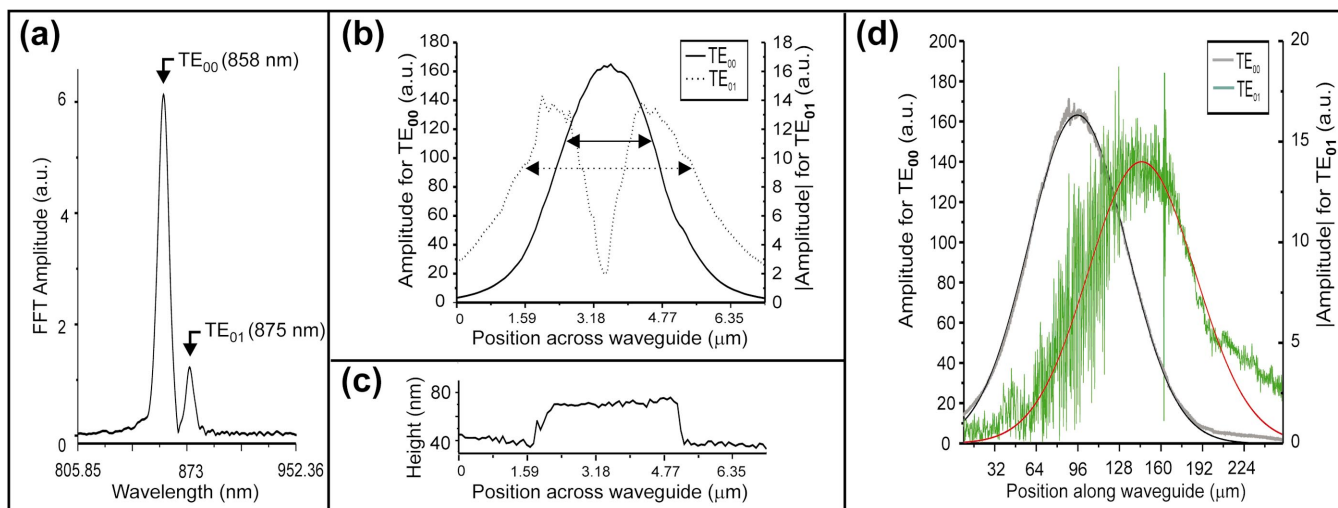 (a)
TE00 (858 nm)
TE01 (875 nm)
6
4
2
0
FFT Amplitude (a.u.)
805.85 873 952.36
Wavelength (nm)
(b)
180
160
140
120
100
80
60
40
20
0
Amplitude for TE00 (a.u.)
TE00
TE01
18
16
14
12
10
8
6
4
2
0
|Amplitude| for TE01 (a.u.)
0 1.59 3.18 4.77 6.35
Position across waveguide (μm)
(c)
80
40
Height (nm)
0 1.59 3.18 4.77 6.35
Position across waveguide (μm)
(d)
200
180
160
140
120
100
80
60
40
20
0
Amplitude for TE00 (a.u.)
TE00
TE01
20
15
10
5
0
|Amplitude| for TE01 (a.u.)
32 64 96 128 160 192 224
Position along waveguide (μm)